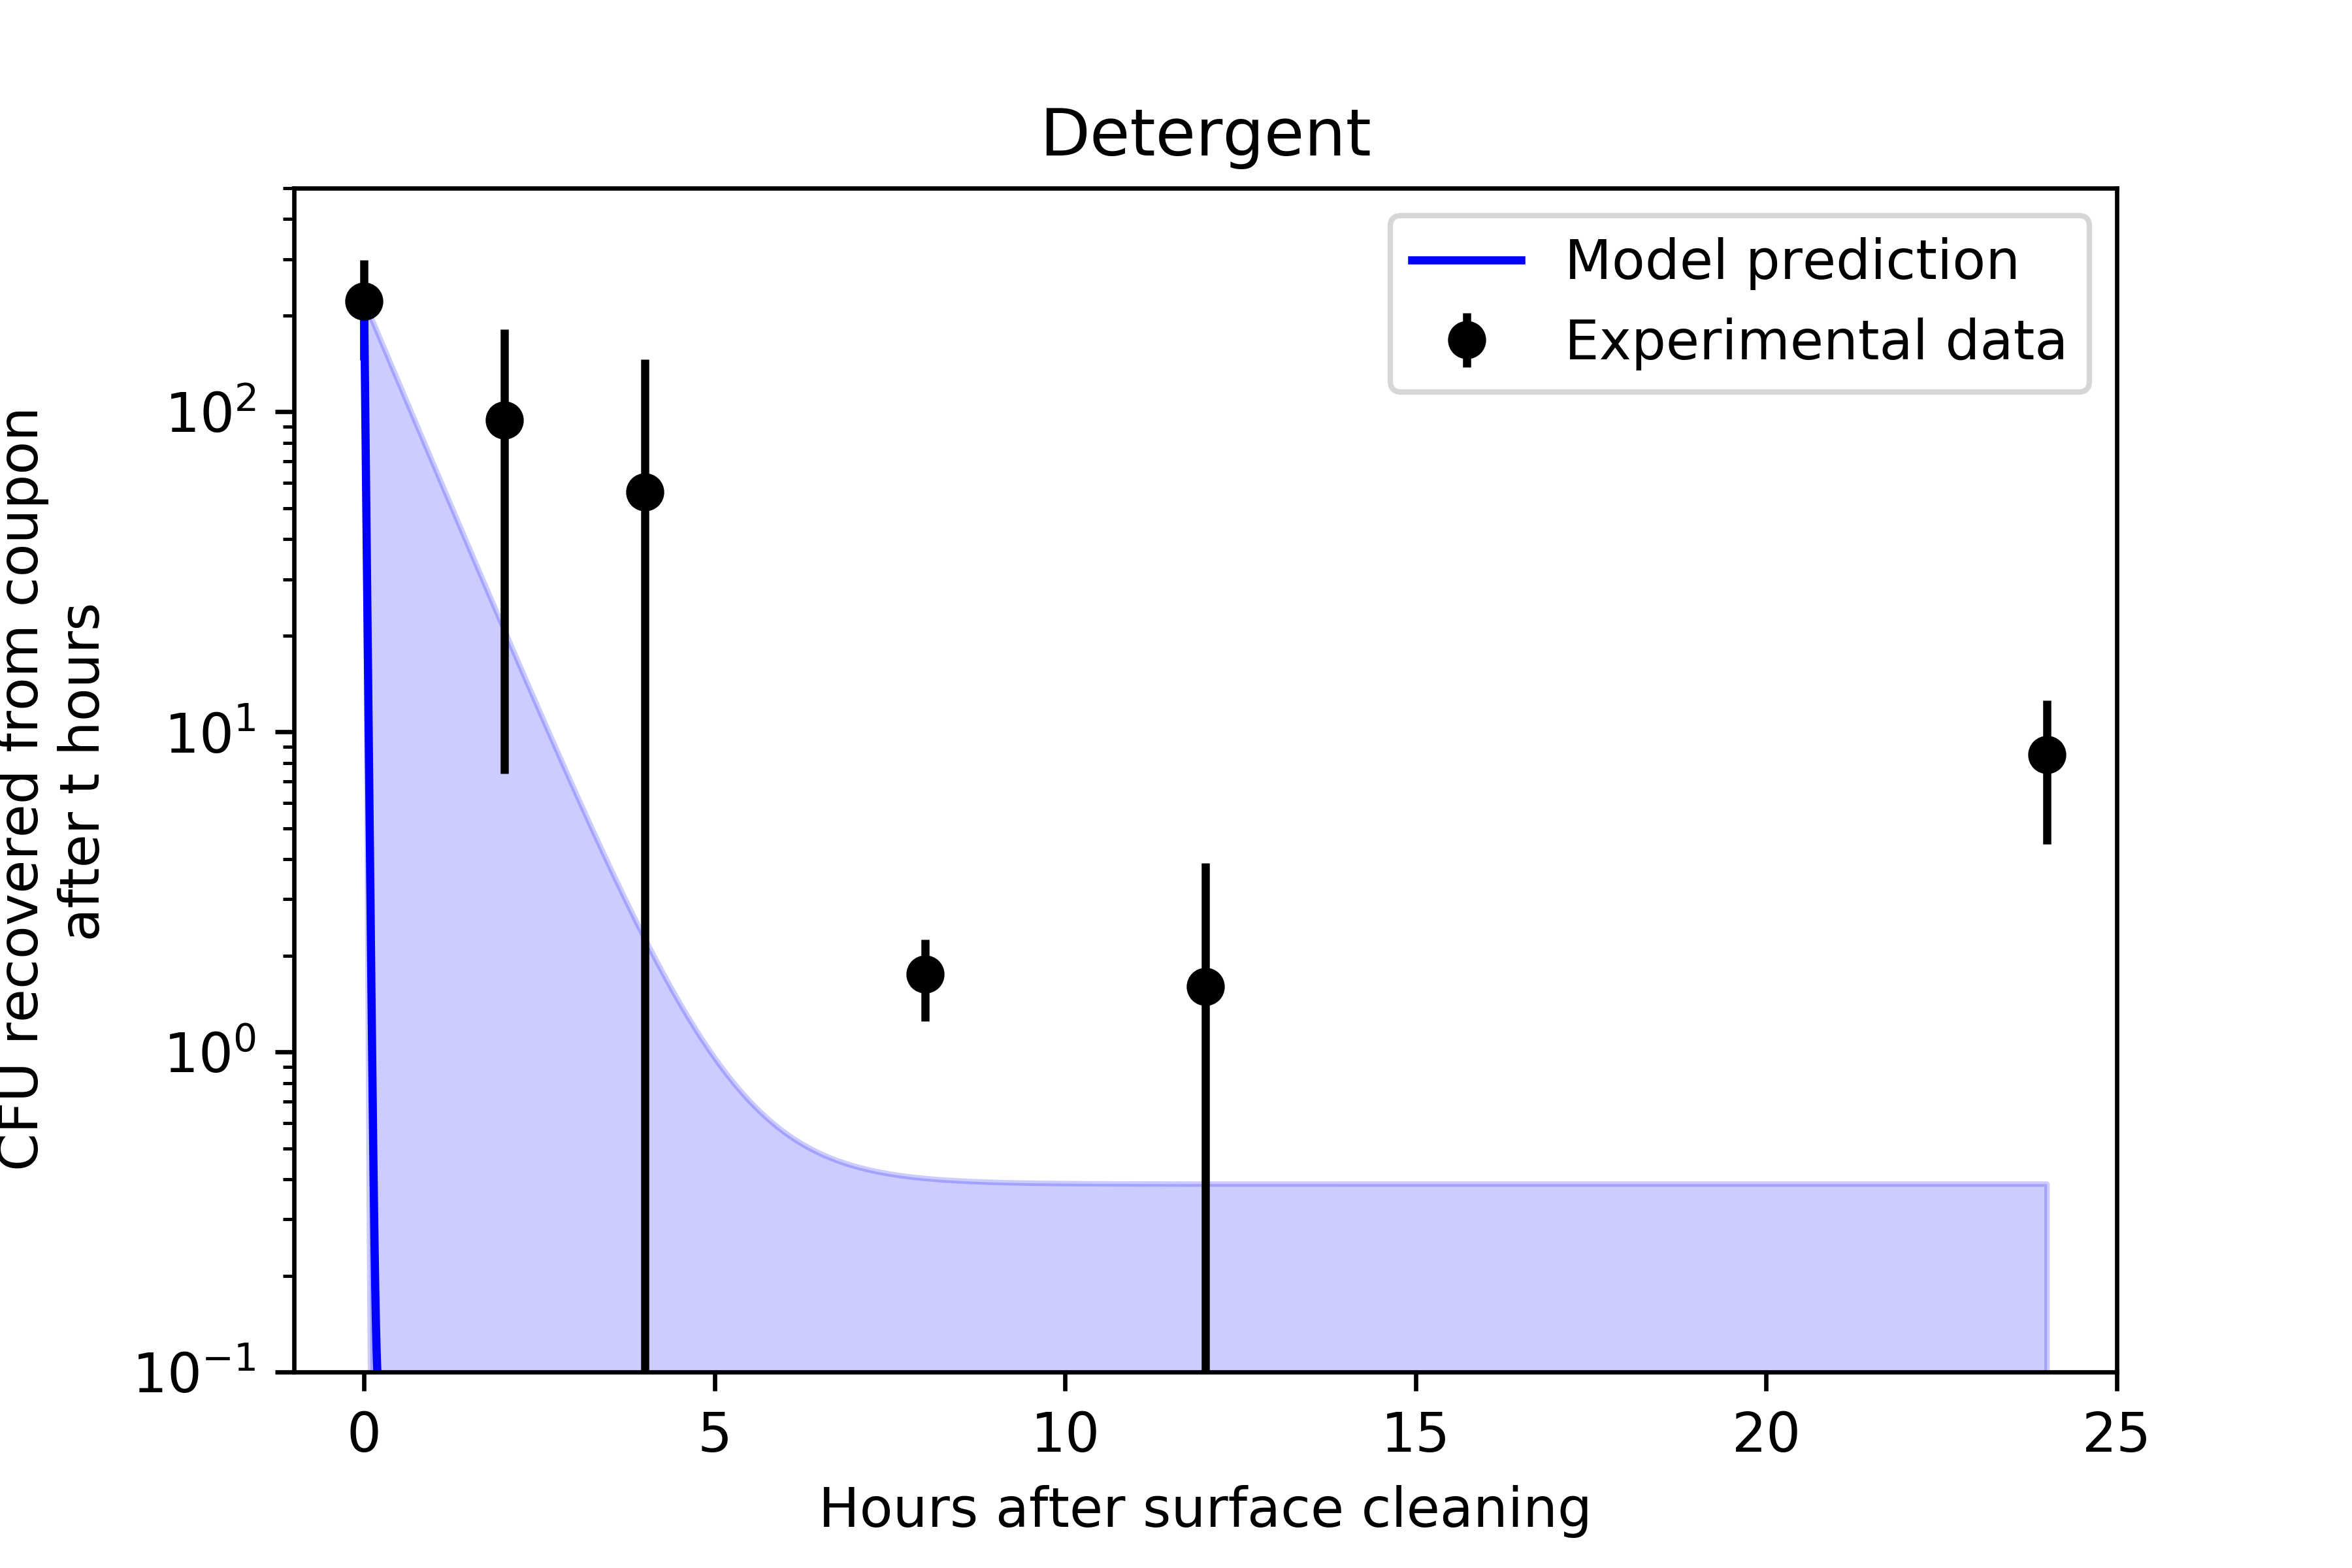 Detergent
Model prediction
Experimental data
CFU recovered from coupon
after t hours
10²
10¹
10⁰
10⁻¹
0 5 10 15 20 25
Hours after surface cleaning